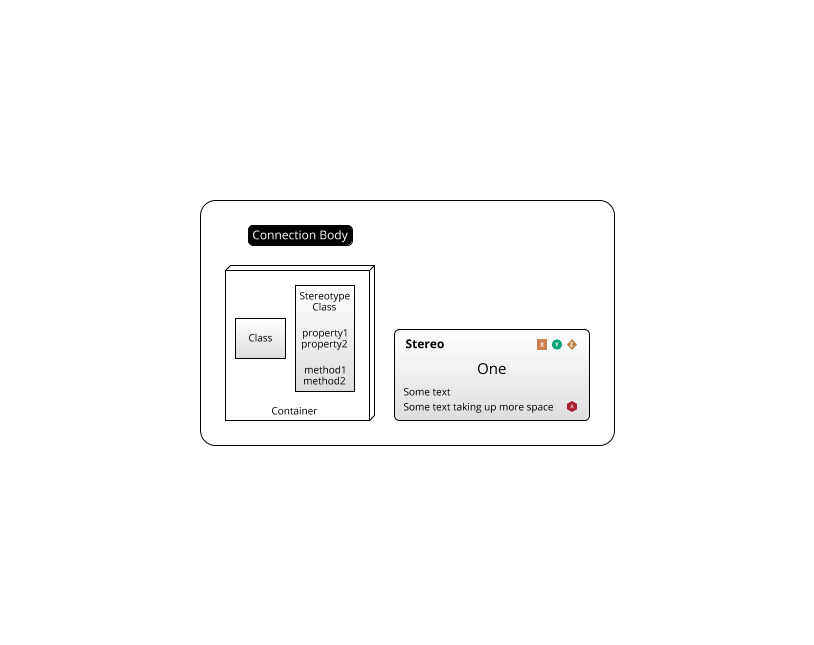 Connection Body
Stereotype
Class
property1
property2
method1
method2
Class
Container
Stereo
X Y Z
One
Some text
Some text taking up more space
A